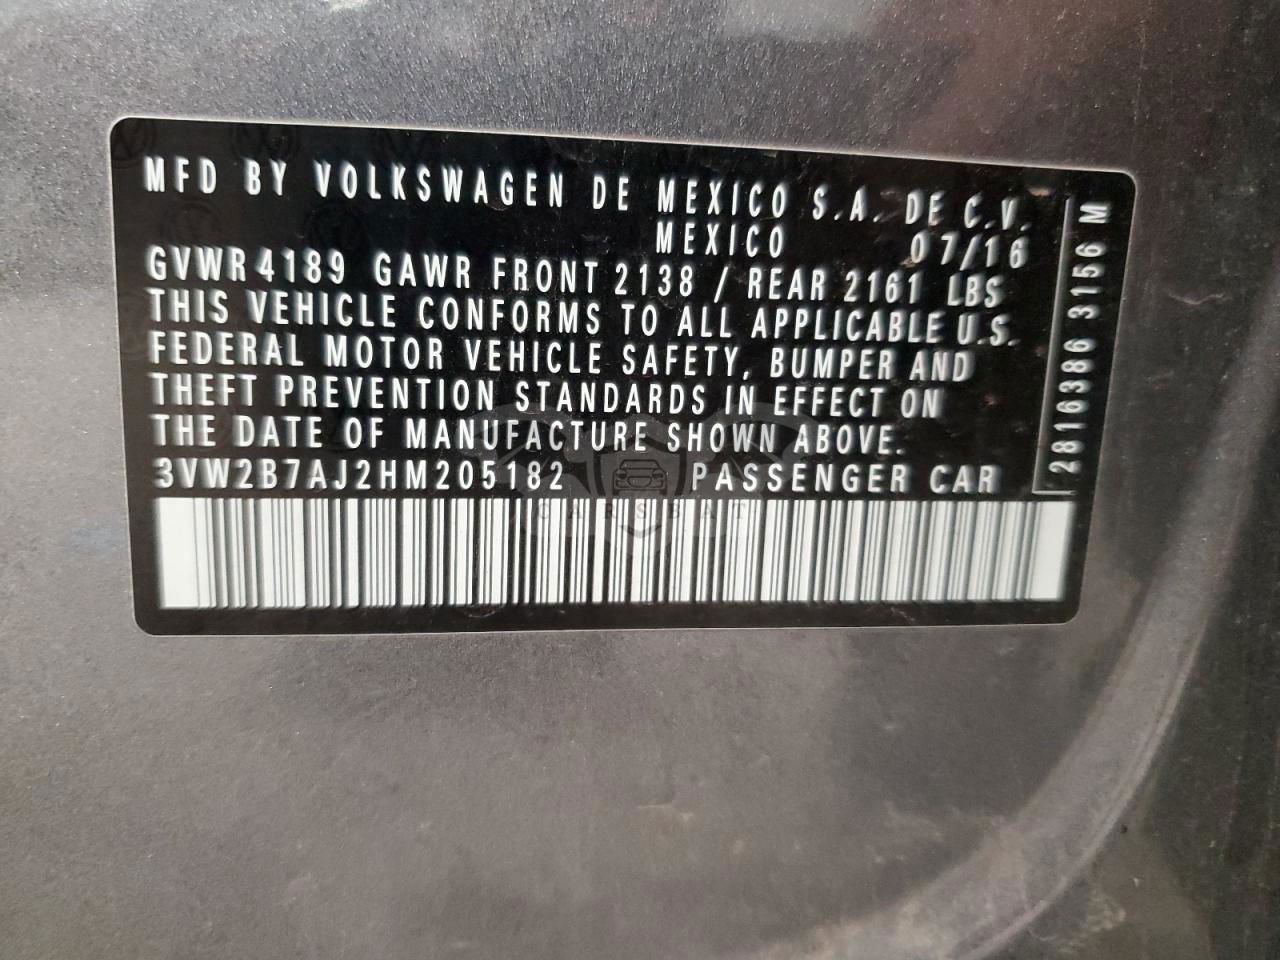 MFD BY VOLKSWAGEN DE MEXICO S.A. DE C.V.
MEXICO 07/16
GVWR 4189 GAWR FRONT 2138 / REAR 2161 LBS
THIS VEHICLE CONFORMS TO ALL APPLICABLE U.S.
FEDERAL MOTOR VEHICLE SAFETY, BUMPER AND
THEFT PREVENTION STANDARDS IN EFFECT ON
THE DATE OF MANUFACTURE SHOWN ABOVE.
3VW2B7AJ2HM205182 PASSENGER CAR
2816386 3156 M
CARSBAT